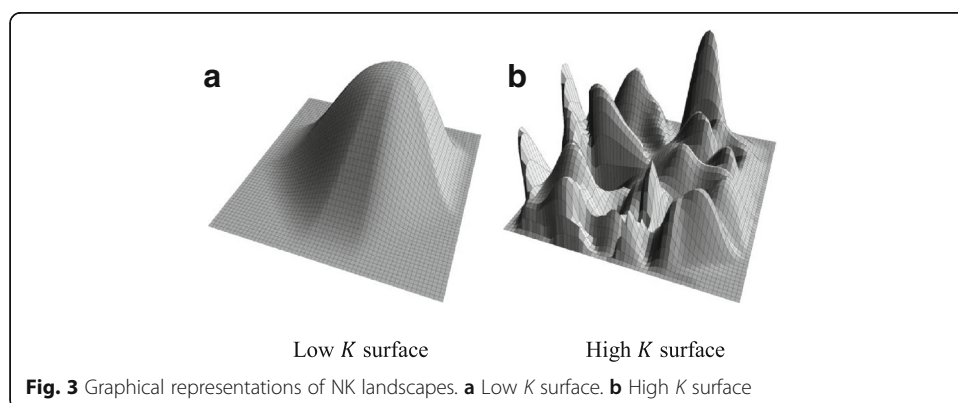 a
b
Low K surface
High K surface
Fig. 3 Graphical representations of NK landscapes. a Low K surface. b High K surface